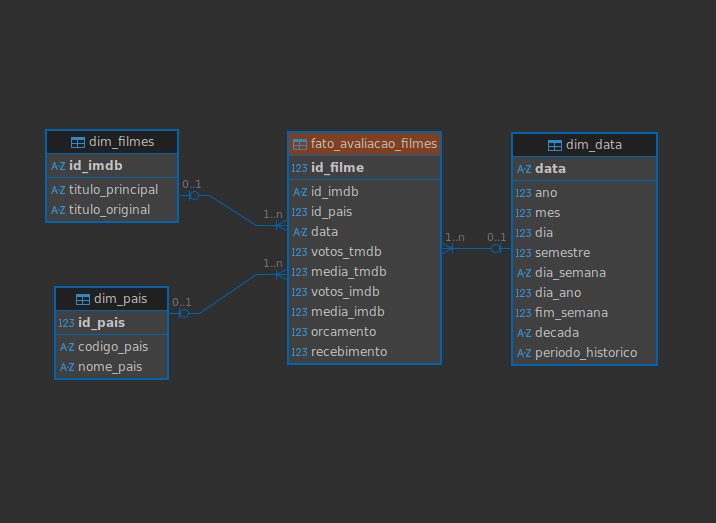 dim_filmes
A-Z id_imdb
A-Z titulo_principal
A-Z titulo_original
0..1
1..n
dim_pais
123 id_pais
A-Z codigo_pais
A-Z nome_pais
0..1
1..n
fato_avaliacao_filmes
123 id_filme
A-Z id_imdb
123 id_pais
A-Z data
123 votos_tmdb
123 media_tmdb
123 votos_imdb
123 media_imdb
123 orcamento
123 recebimento
1..n
0..1
dim_data
A-Z data
123 ano
123 mes
123 dia
123 semestre
A-Z dia_semana
123 dia_ano
123 fim_semana
A-Z decada
A-Z periodo_historico